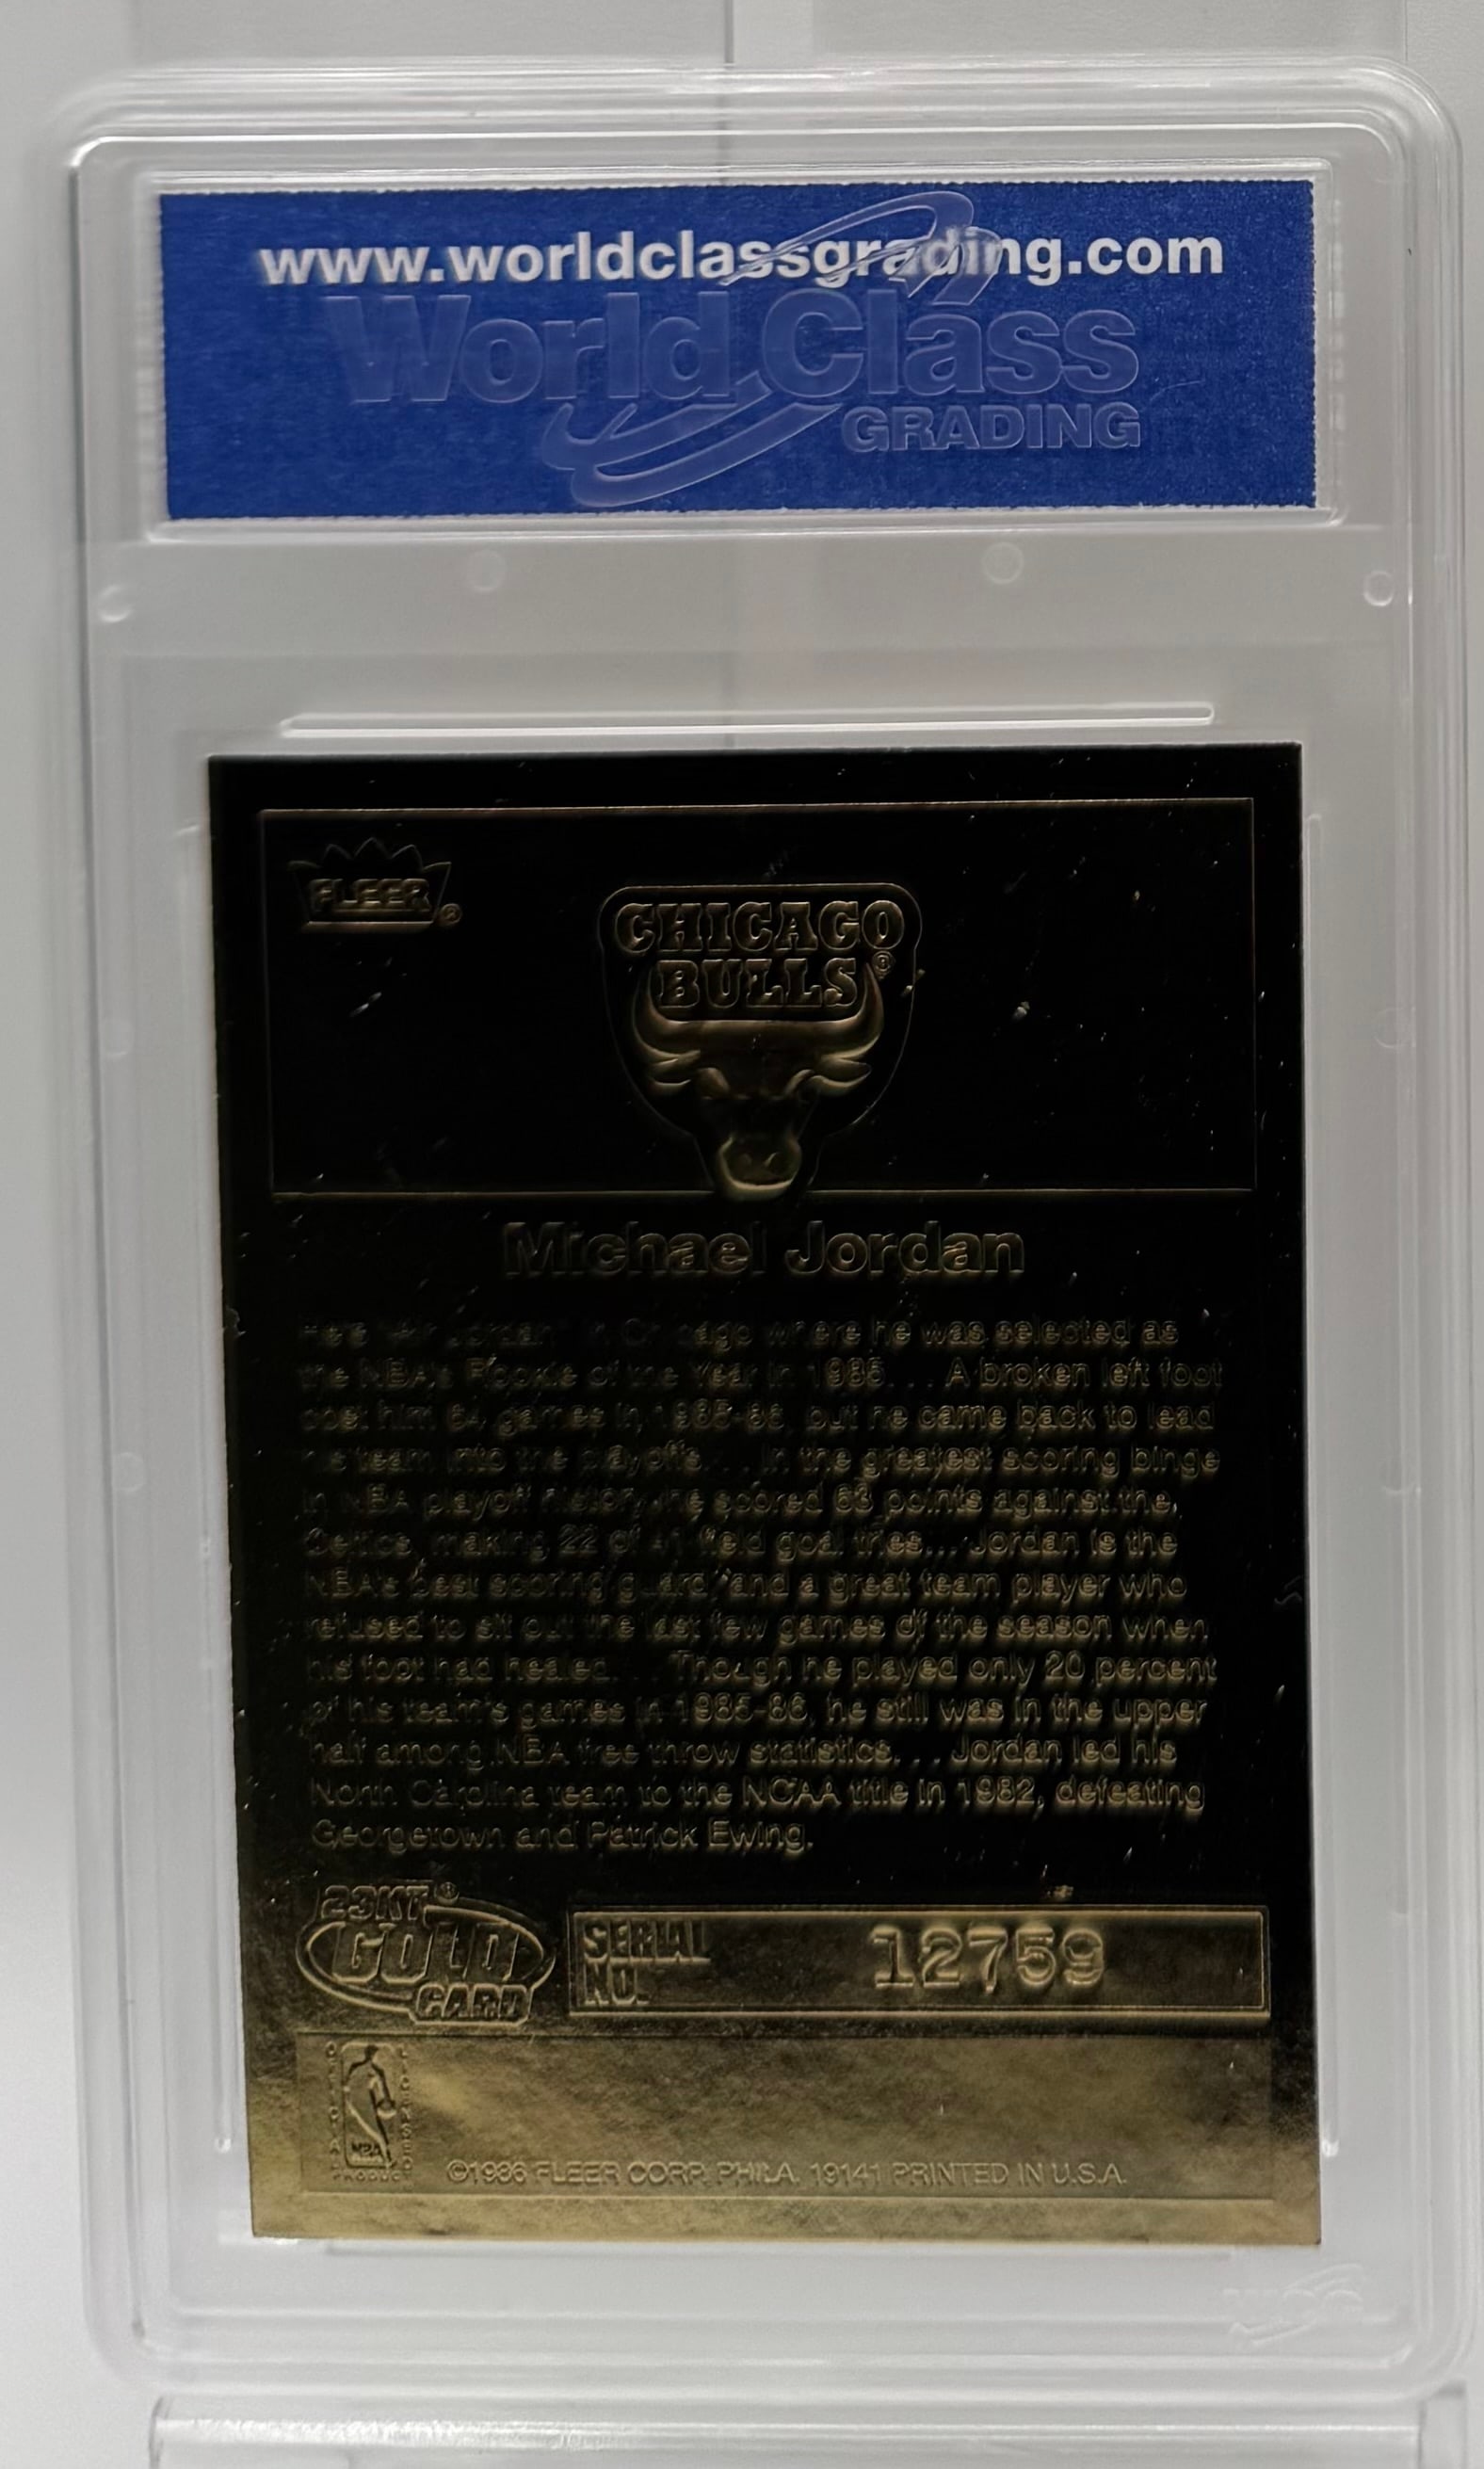 www.worldclassgrading.com
World Class
GRADING
FLEER®
CHICAGO
BULLS®
Michael Jordan
Here "Air Jordan" in Chicago where he was selected as
the NBA's Rookie of the Year in 1985. . . A broken left foot
cost him 64 games in 1985-86, but he came back to lead
his team into the playoffs. . . In the greatest scoring binge
in NBA playoff history, he scored 63 points against the
Celtics, making 22 of 41 field goal tries. . . Jordan is the
NBA's best scoring guard and a great team player who
refused to sit out the last few games of the season when
his foot had healed. . . Though he played only 20 percent
of his team's games in 1985-86, he still was in the upper
half among NBA free throw statistics. . . Jordan led his
North Carolina team to the NCAA title in 1982, defeating
Georgetown and Patrick Ewing.
23KT®
GOLD
CARD
SERIAL
NO.
12759
OFFICIAL
LICENSED
NBA
PRODUCT
©1986 FLEER CORP. PHILA. 19141 PRINTED IN U.S.A.
WCG